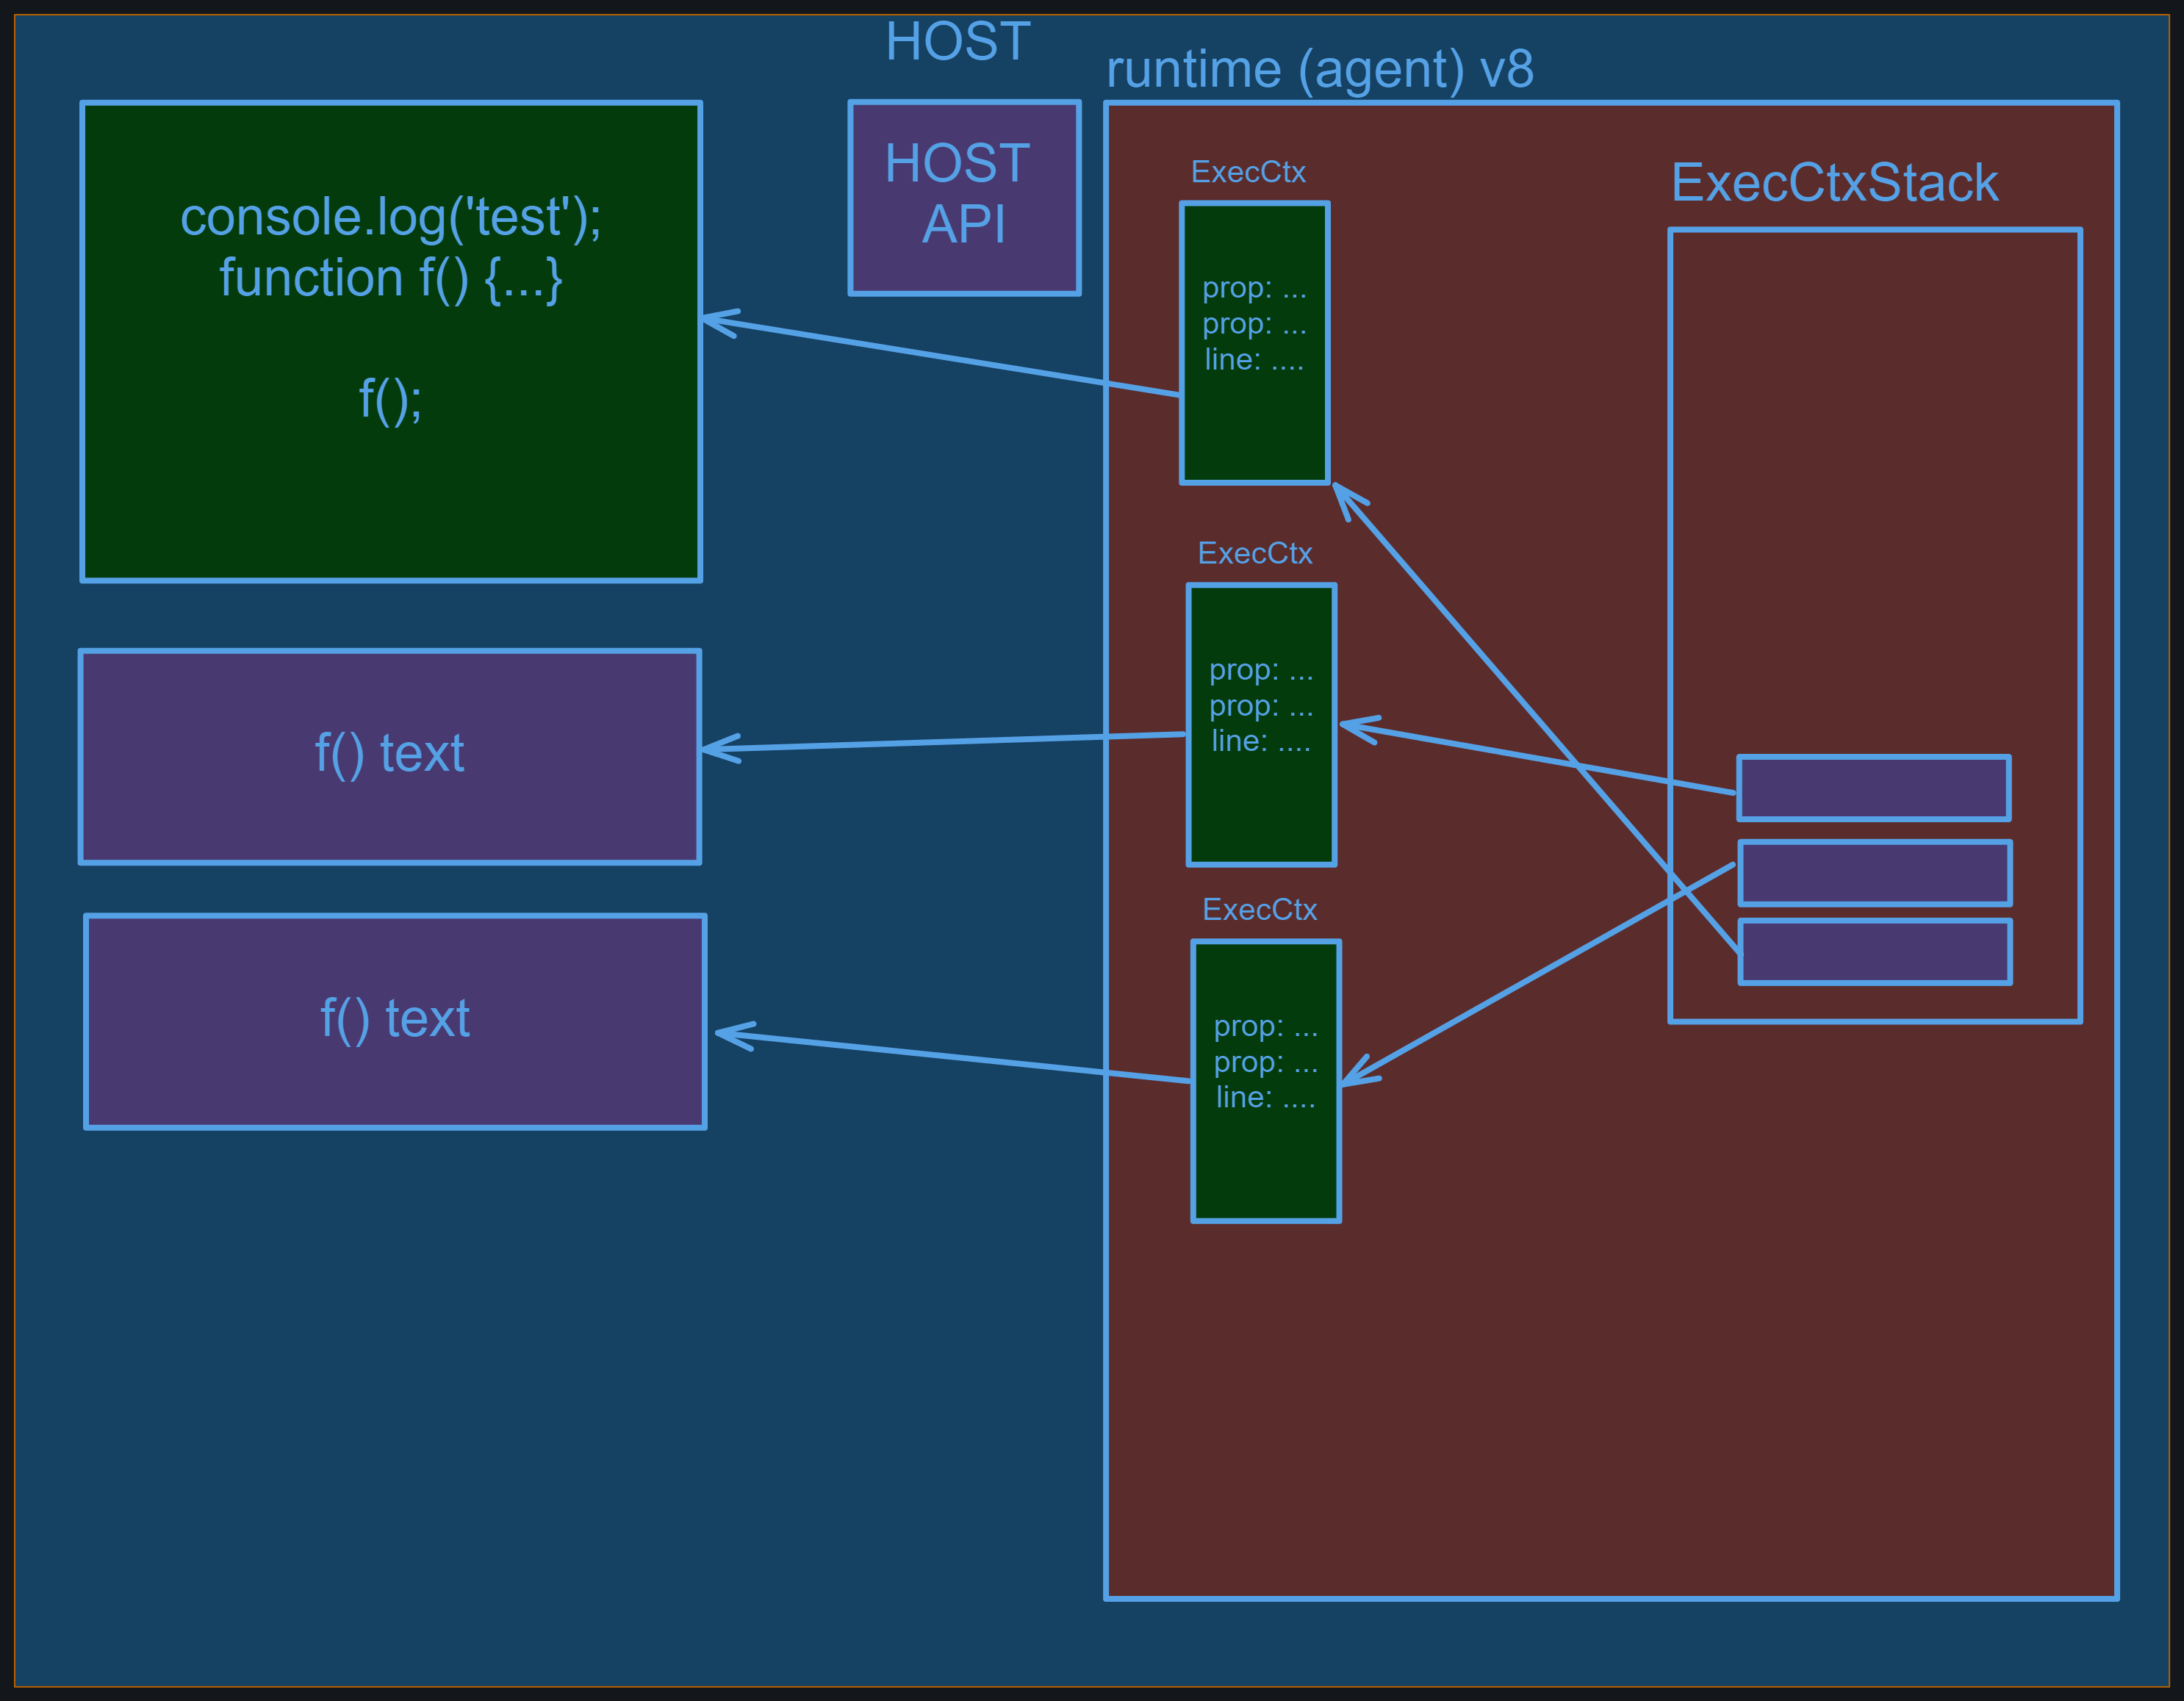 HOST
runtime (agent) v8
console.log('test');
function f() {...}
f();
HOST
API
ExecCtx
prop: ...
prop: ...
line: ....
ExecCtxStack
ExecCtx
prop: ...
prop: ...
line: ....
f() text
ExecCtx
prop: ...
prop: ...
line: ....
f() text